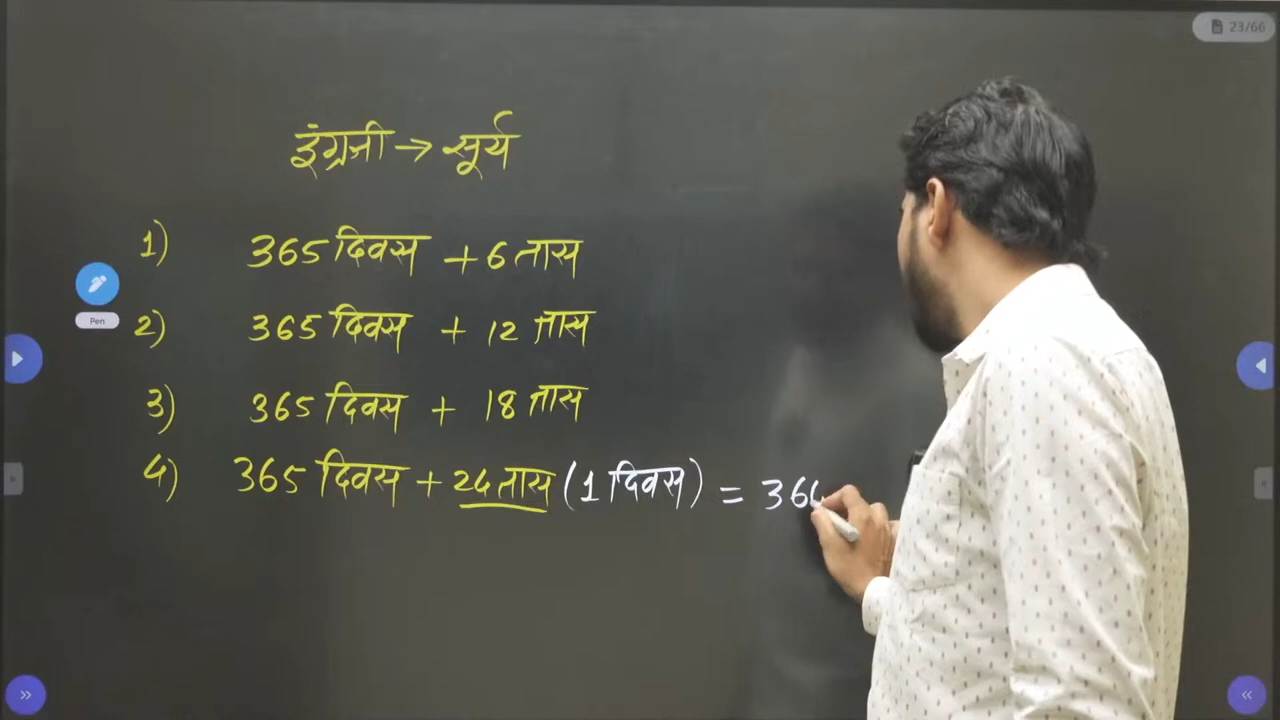 23/66
इंग्रजी → सूर्य
1) 365 दिवस + 6 तास
Pen
2) 365 दिवस + 12 तास
3) 365 दिवस + 18 तास
4) 365 दिवस + 24 तास (1 दिवस) = 366